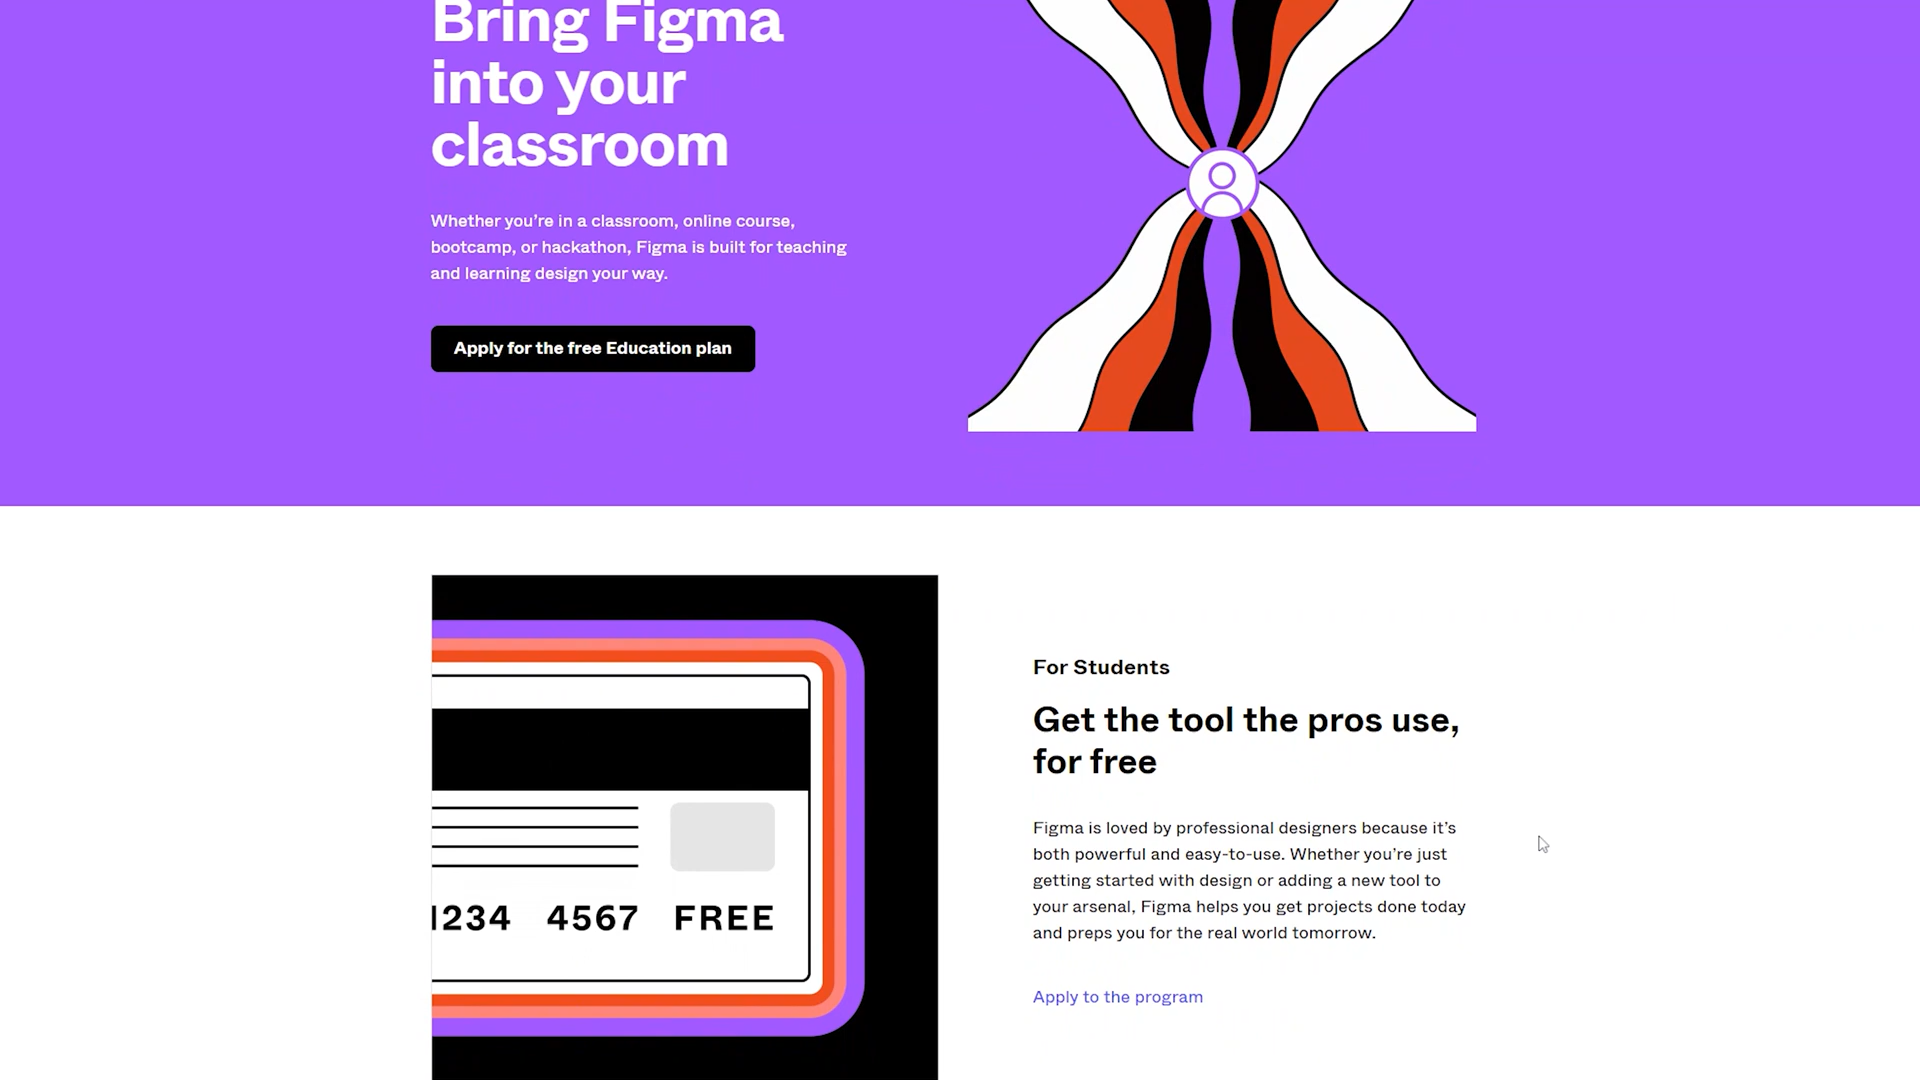 Bring Figma
into your
classroom
Whether you’re in a classroom, online course,
bootcamp, or hackathon, Figma is built for teaching
and learning design your way.
Apply for the free Education plan
For Students
Get the tool the pros use,
for free
Figma is loved by professional designers because it’s
both powerful and easy-to-use. Whether you’re just
getting started with design or adding a new tool to
your arsenal, Figma helps you get projects done today
and preps you for the real world tomorrow.
Apply to the program
1234 4567 FREE